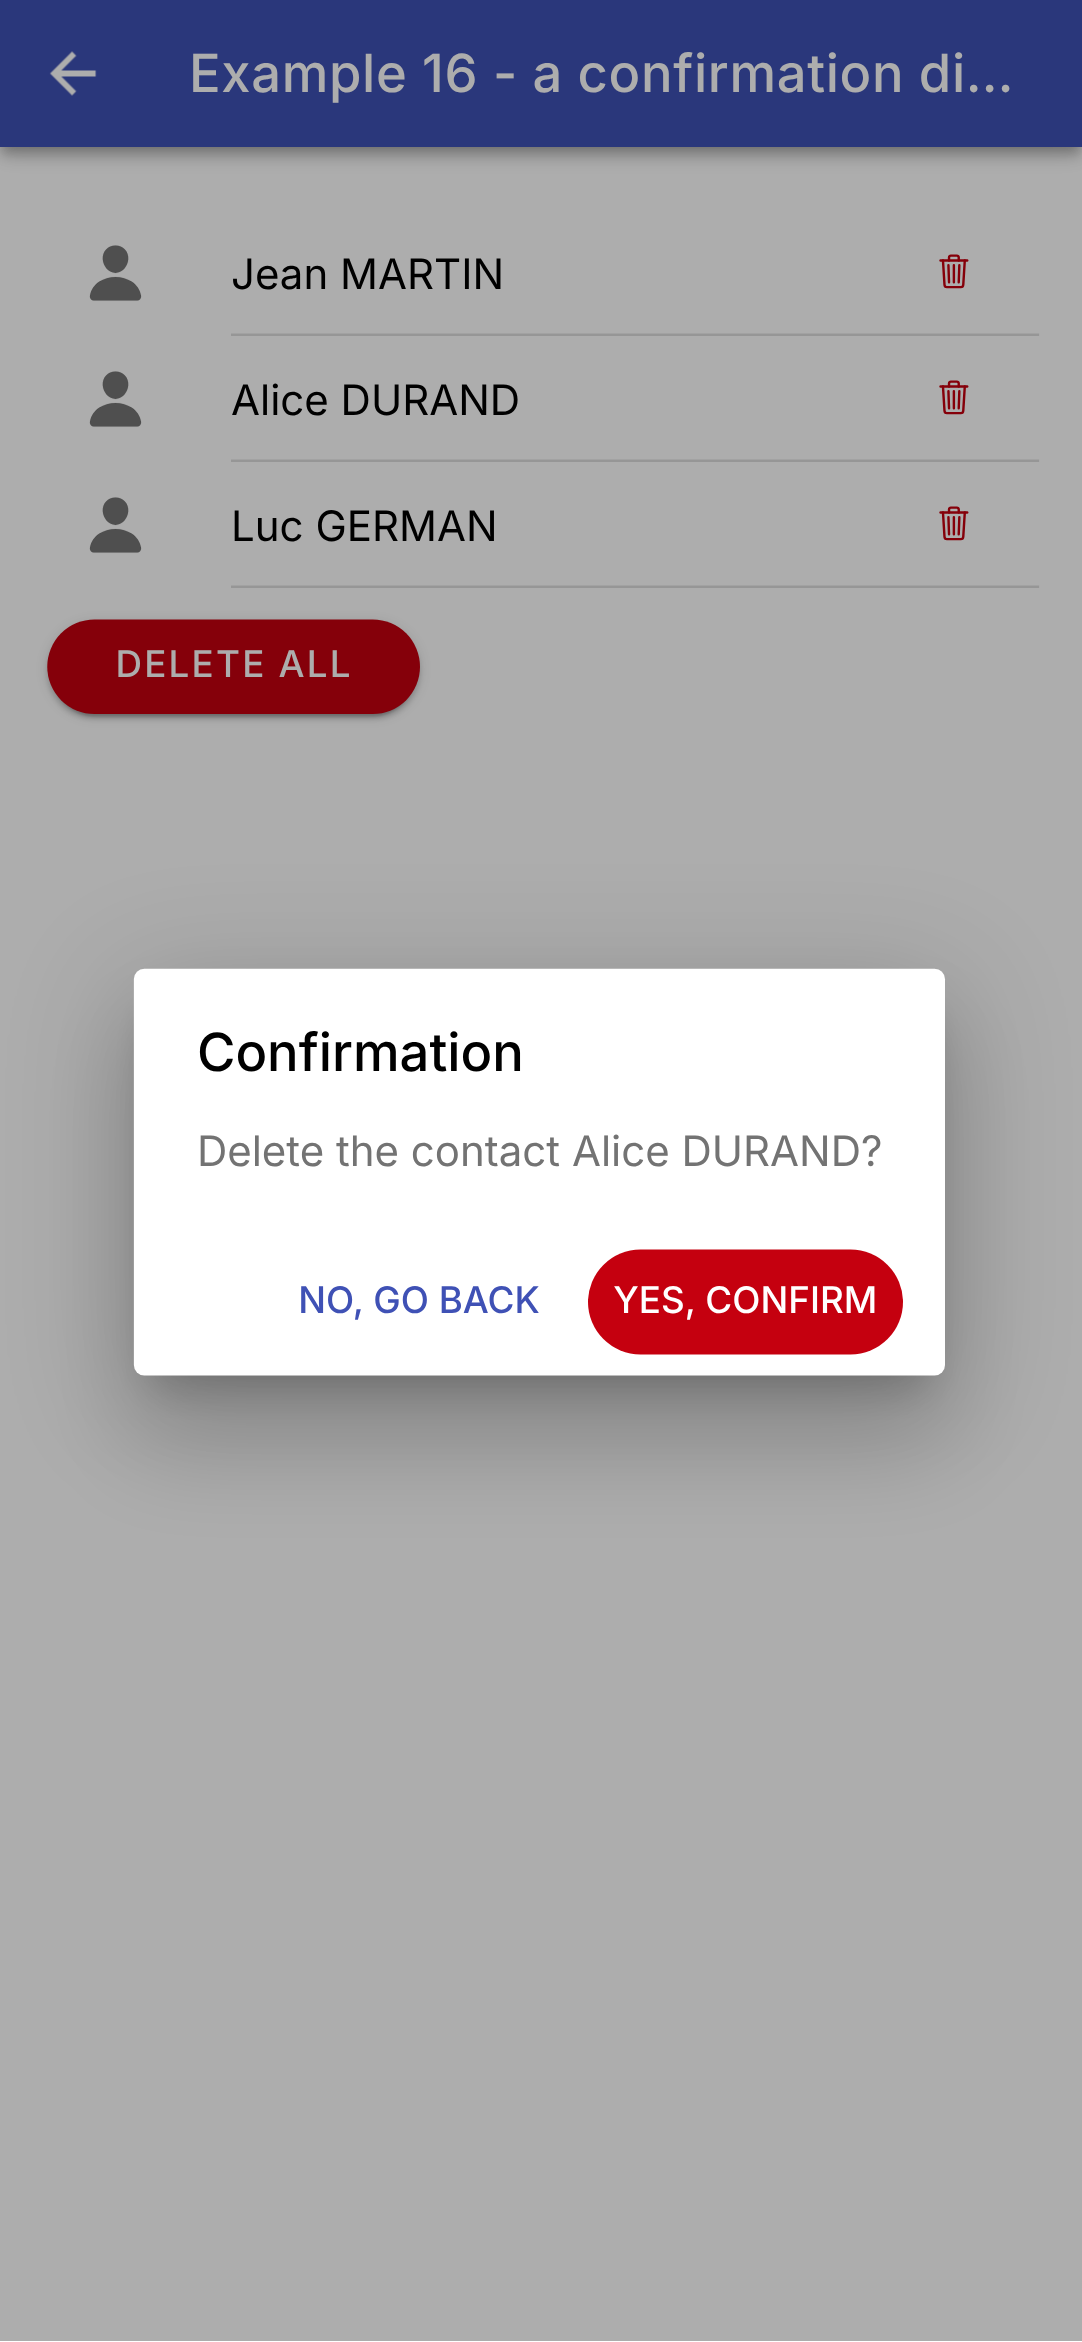 Example 16 - a confirmation di...
Jean MARTIN
Alice DURAND
Luc GERMAN
DELETE ALL
Confirmation
Delete the contact Alice DURAND?
NO, GO BACK
YES, CONFIRM